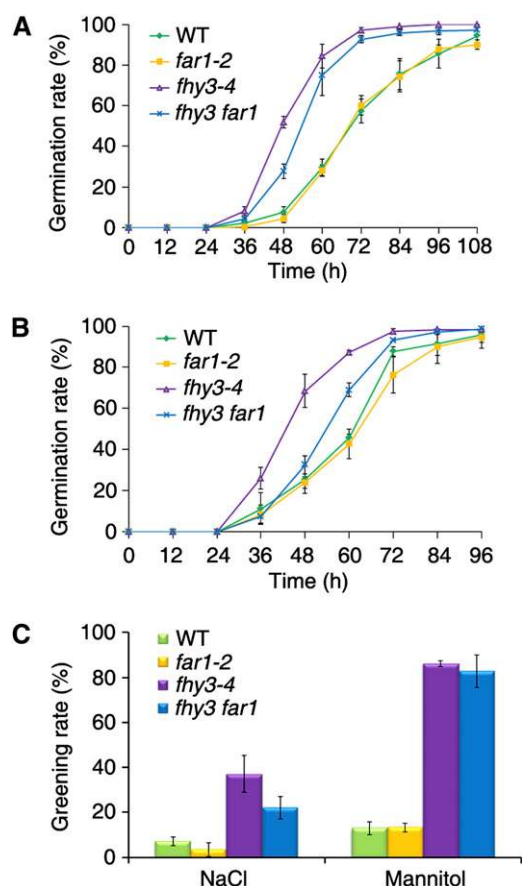 A
Germination rate (%)
100
80
60
40
20
0
WT
far1-2
fhy3-4
fhy3 far1
0 12 24 36 48 60 72 84 96 108
Time (h)
B
Germination rate (%)
100
80
60
40
20
0
WT
far1-2
fhy3-4
fhy3 far1
0 12 24 36 48 60 72 84 96
Time (h)
C
Greening rate (%)
100
80
60
40
20
0
WT
far1-2
fhy3-4
fhy3 far1
NaCl Mannitol